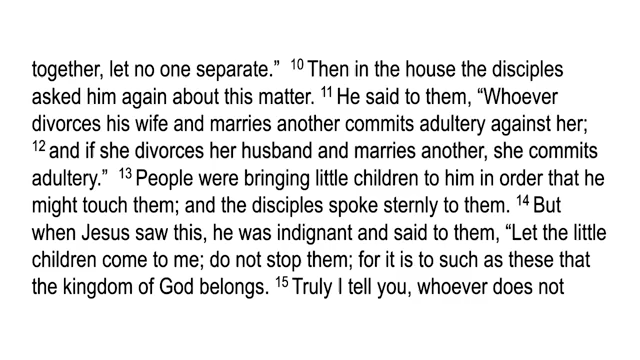 together, let no one separate.” 10 Then in the house the disciples
asked him again about this matter. 11 He said to them, “Whoever
divorces his wife and marries another commits adultery against her;
12 and if she divorces her husband and marries another, she commits
adultery.” 13 People were bringing little children to him in order that he
might touch them; and the disciples spoke sternly to them. 14 But
when Jesus saw this, he was indignant and said to them, “Let the little
children come to me; do not stop them; for it is to such as these that
the kingdom of God belongs. 15 Truly I tell you, whoever does not